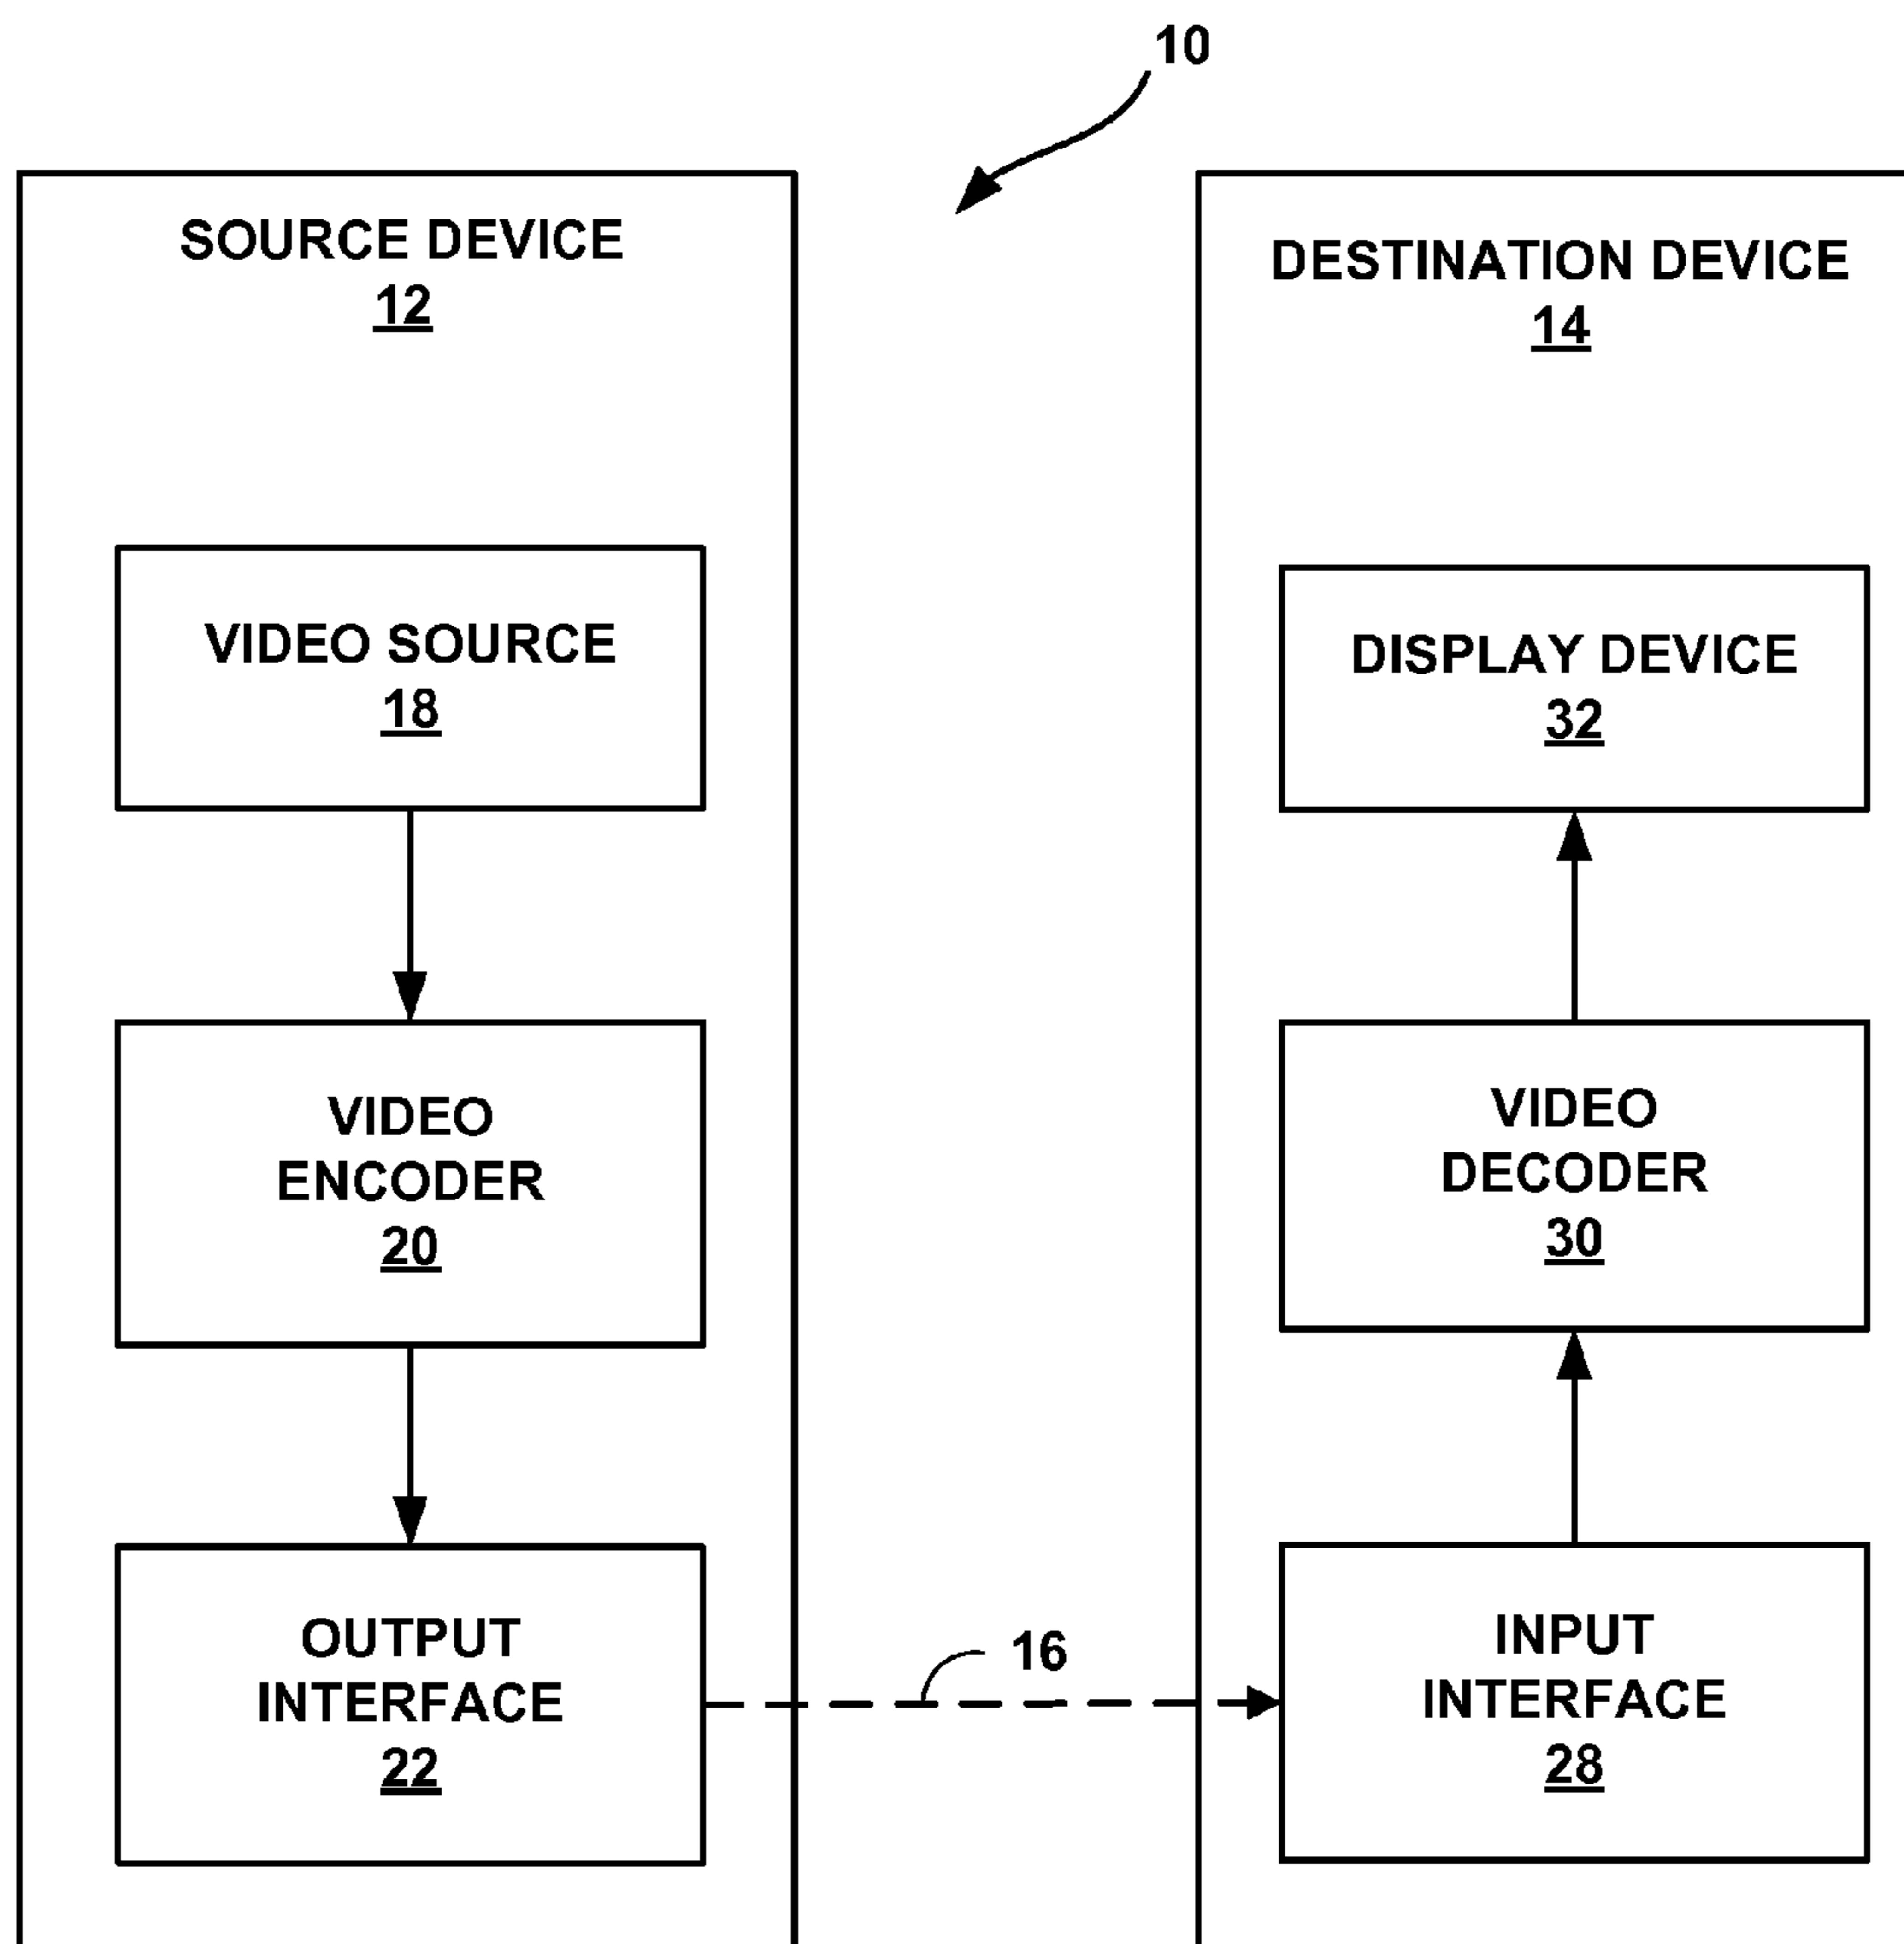 10
SOURCE DEVICE
12
VIDEO SOURCE
18
VIDEO
ENCODER
20
OUTPUT
INTERFACE
22
16
DESTINATION DEVICE
14
DISPLAY DEVICE
32
VIDEO
DECODER
30
INPUT
INTERFACE
28